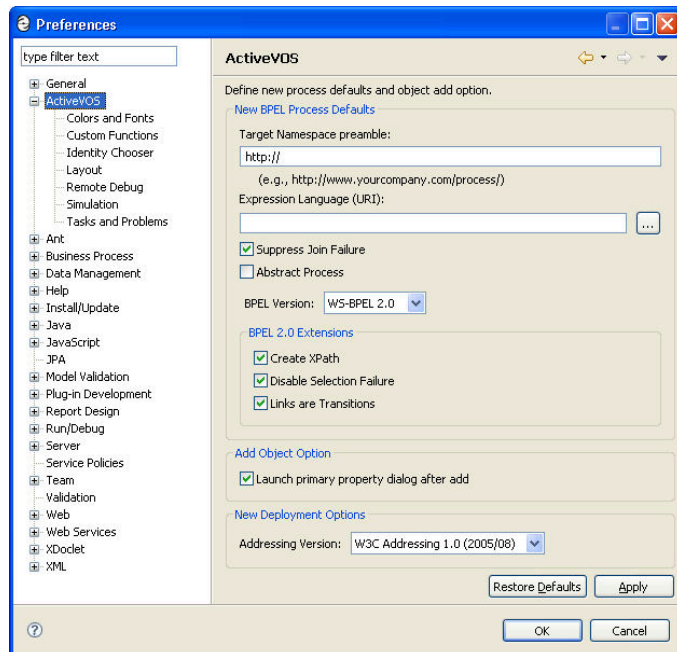 Preferences
type filter text
General
ActiveVOS
Colors and Fonts
Custom Functions
Identity Chooser
Layout
Remote Debug
Simulation
Tasks and Problems
Ant
Business Process
Data Management
Help
Install/Update
Java
JavaScript
JPA
Model Validation
Plug-in Development
Report Design
Run/Debug
Server
Service Policies
Team
Validation
Web
Web Services
XDoclet
XML
ActiveVOS
Define new process defaults and object add option.
New BPEL Process Defaults
Target Namespace preamble:
http://
(e.g., http://www.yourcompany.com/process/)
Expression Language (URI):
...
Suppress Join Failure
Abstract Process
BPEL Version: WS-BPEL 2.0
BPEL 2.0 Extensions
Create XPath
Disable Selection Failure
Links are Transitions
Add Object Option
Launch primary property dialog after add
New Deployment Options
Addressing Version: W3C Addressing 1.0 (2005/08)
Restore Defaults Apply
? OK Cancel